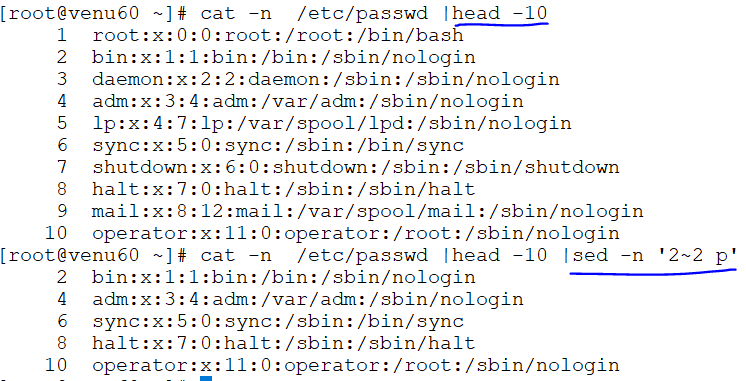 [root@venu60 ~]# cat -n  /etc/passwd |head -10
     1  root:x:0:0:root:/root:/bin/bash
     2  bin:x:1:1:bin:/bin:/sbin/nologin
     3  daemon:x:2:2:daemon:/sbin:/sbin/nologin
     4  adm:x:3:4:adm:/var/adm:/sbin/nologin
     5  lp:x:4:7:lp:/var/spool/lpd:/sbin/nologin
     6  sync:x:5:0:sync:/sbin:/bin/sync
     7  shutdown:x:6:0:shutdown:/sbin:/sbin/shutdown
     8  halt:x:7:0:halt:/sbin:/sbin/halt
     9  mail:x:8:12:mail:/var/spool/mail:/sbin/nologin
    10  operator:x:11:0:operator:/root:/sbin/nologin
[root@venu60 ~]# cat -n  /etc/passwd |head -10 |sed -n '2~2 p'
     2  bin:x:1:1:bin:/bin:/sbin/nologin
     4  adm:x:3:4:adm:/var/adm:/sbin/nologin
     6  sync:x:5:0:sync:/sbin:/bin/sync
     8  halt:x:7:0:halt:/sbin:/sbin/halt
    10  operator:x:11:0:operator:/root:/sbin/nologin